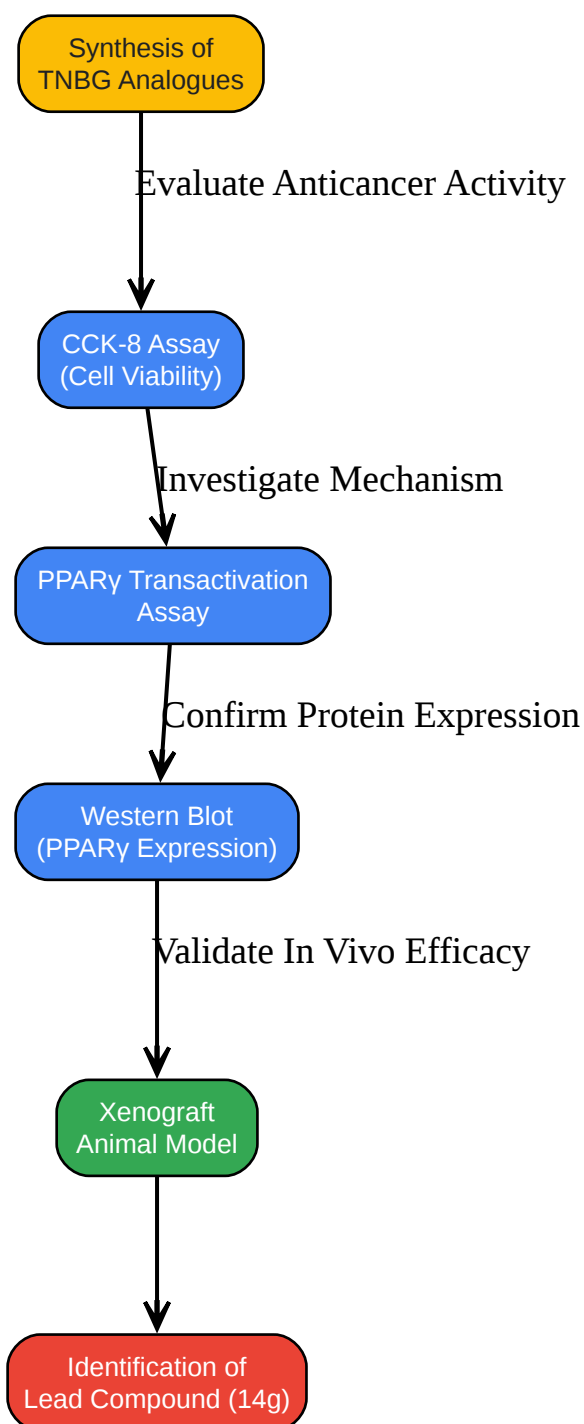 Synthesis of
TNBG Analogues
Evaluate Anticancer Activity
CCK-8 Assay
(Cell Viability)
Investigate Mechanism
PPARγ Transactivation
Assay
Confirm Protein Expression
Western Blot
(PPARγ Expression)
Validate In Vivo Efficacy
Xenograft
Animal Model
Identification of
Lead Compound (14g)